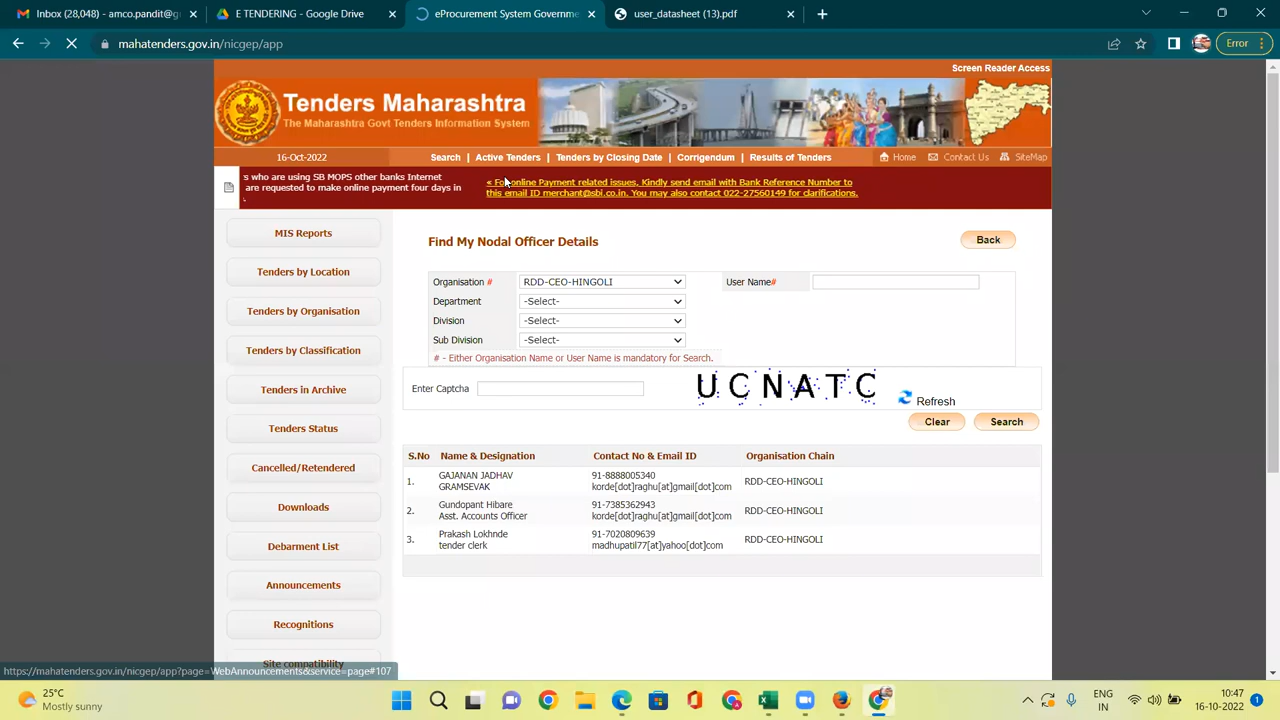 Inbox (28,048) - amco.pandit@g
E TENDERING - Google Drive
eProcurement System Governme
user_datasheet (13).pdf
mahatenders.gov.in/nicgep/app
Error
Screen Reader Access
Tenders Maharashtra
The Maharashtra Govt Tenders Information System
16-Oct-2022
Search | Active Tenders | Tenders by Closing Date | Corrigendum | Results of Tenders
Home
Contact Us
SiteMap
s who are using SB MOPS other banks Internet
are requested to make online payment four days in
« For online Payment related issues, Kindly send email with Bank Reference Number to
this email ID merchant@sbi.co.in. You may also contact 022-27560149 for clarifications.
MIS Reports
Tenders by Location
Tenders by Organisation
Tenders by Classification
Tenders in Archive
Tenders Status
Cancelled/Retendered
Downloads
Debarment List
Announcements
Recognitions
Site compatibility
Find My Nodal Officer Details
Back
Organisation # RDD-CEO-HINGOLI User Name#
Department -Select-
Division -Select-
Sub Division -Select-
# - Either Organisation Name or User Name is mandatory for Search.
Enter Captcha UCNATC Refresh
Clear Search
S.No Name & Designation Contact No & Email ID Organisation Chain
1. GAJANAN JADHAV 91-8888005340 RDD-CEO-HINGOLI
GRAMSEVAK korde[dot]raghu[at]gmail[dot]com
2. Gundopant Hibare 91-7385362943 RDD-CEO-HINGOLI
Asst. Accounts Officer korde[dot]raghu[at]gmail[dot]com
3. Prakash Lokhnde 91-7020809639 RDD-CEO-HINGOLI
tender clerk madhupatil77[at]yahoo[dot]com
https://mahatenders.gov.in/nicgep/app?page=WebAnnouncements&service=page#107
25°C
Mostly sunny
ENG
IN
10:47
16-10-2022
1